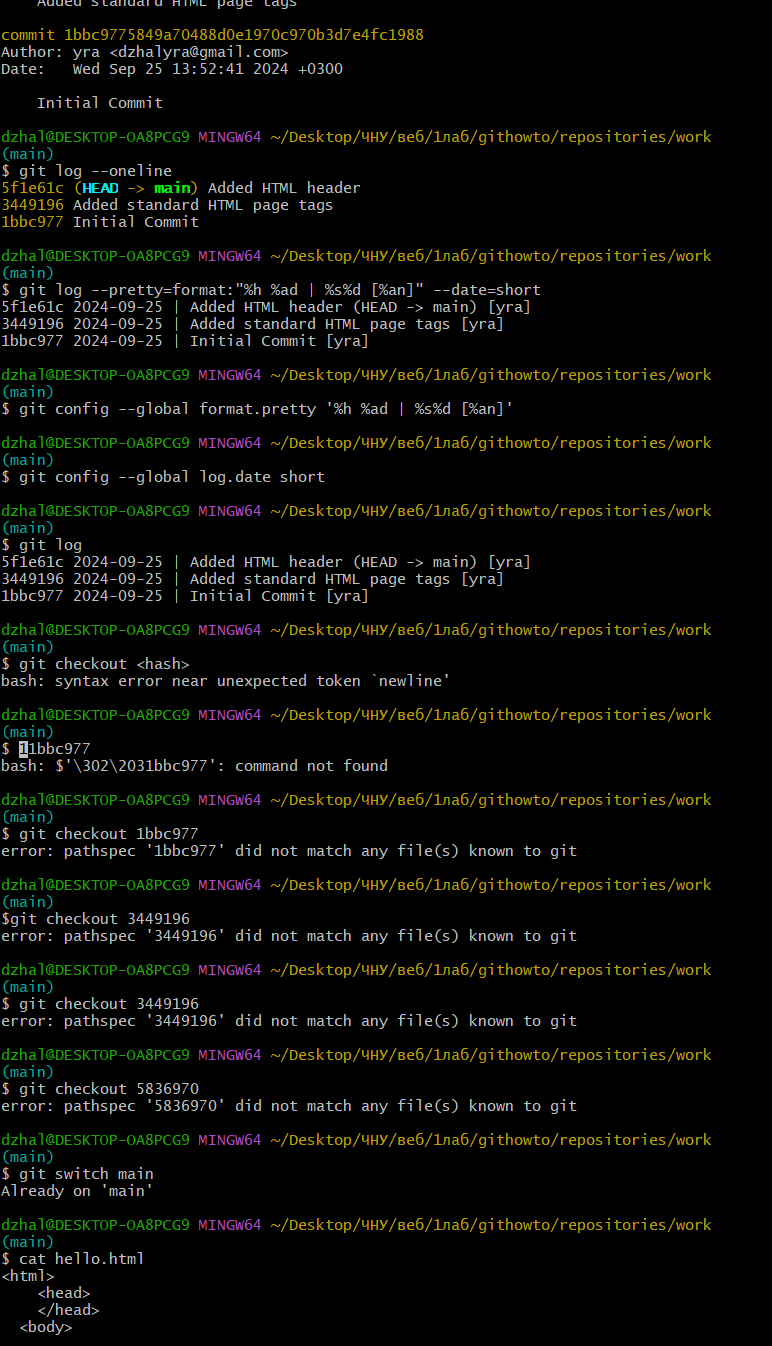 Added standard HTML page tags
commit 1bbc9775849a70488d0e1970c970b3d7e4fc1988
Author: yra <dzhalyra@gmail.com>
Date:   Wed Sep 25 13:52:41 2024 +0300
Initial Commit
dzhal@DESKTOP-OA8PCG9 MINGW64 ~/Desktop/ЧНУ/веб/1лаб/githowto/repositories/work
(main)
$ git log --oneline
5f1e61c (HEAD -> main) Added HTML header
3449196 Added standard HTML page tags
1bbc977 Initial Commit
dzhal@DESKTOP-OA8PCG9 MINGW64 ~/Desktop/ЧНУ/веб/1лаб/githowto/repositories/work
(main)
$ git log --pretty=format:"%h %ad | %s%d [%an]" --date=short
5f1e61c 2024-09-25 | Added HTML header (HEAD -> main) [yra]
3449196 2024-09-25 | Added standard HTML page tags [yra]
1bbc977 2024-09-25 | Initial Commit [yra]
dzhal@DESKTOP-OA8PCG9 MINGW64 ~/Desktop/ЧНУ/веб/1лаб/githowto/repositories/work
(main)
$ git config --global format.pretty '%h %ad | %s%d [%an]'
dzhal@DESKTOP-OA8PCG9 MINGW64 ~/Desktop/ЧНУ/веб/1лаб/githowto/repositories/work
(main)
$ git config --global log.date short
dzhal@DESKTOP-OA8PCG9 MINGW64 ~/Desktop/ЧНУ/веб/1лаб/githowto/repositories/work
(main)
$ git log
5f1e61c 2024-09-25 | Added HTML header (HEAD -> main) [yra]
3449196 2024-09-25 | Added standard HTML page tags [yra]
1bbc977 2024-09-25 | Initial Commit [yra]
dzhal@DESKTOP-OA8PCG9 MINGW64 ~/Desktop/ЧНУ/веб/1лаб/githowto/repositories/work
(main)
$ git checkout <hash>
bash: syntax error near unexpected token `newline'
dzhal@DESKTOP-OA8PCG9 MINGW64 ~/Desktop/ЧНУ/веб/1лаб/githowto/repositories/work
(main)
$ 11bbc977
bash: $'\302\2031bbc977': command not found
dzhal@DESKTOP-OA8PCG9 MINGW64 ~/Desktop/ЧНУ/веб/1лаб/githowto/repositories/work
(main)
$ git checkout 1bbc977
error: pathspec '1bbc977' did not match any file(s) known to git
dzhal@DESKTOP-OA8PCG9 MINGW64 ~/Desktop/ЧНУ/веб/1лаб/githowto/repositories/work
(main)
$git checkout 3449196
error: pathspec '3449196' did not match any file(s) known to git
dzhal@DESKTOP-OA8PCG9 MINGW64 ~/Desktop/ЧНУ/веб/1лаб/githowto/repositories/work
(main)
$ git checkout 3449196
error: pathspec '3449196' did not match any file(s) known to git
dzhal@DESKTOP-OA8PCG9 MINGW64 ~/Desktop/ЧНУ/веб/1лаб/githowto/repositories/work
(main)
$ git checkout 5836970
error: pathspec '5836970' did not match any file(s) known to git
dzhal@DESKTOP-OA8PCG9 MINGW64 ~/Desktop/ЧНУ/веб/1лаб/githowto/repositories/work
(main)
$ git switch main
Already on 'main'
dzhal@DESKTOP-OA8PCG9 MINGW64 ~/Desktop/ЧНУ/веб/1лаб/githowto/repositories/work
(main)
$ cat hello.html
<html>
<head>
</head>
<body>